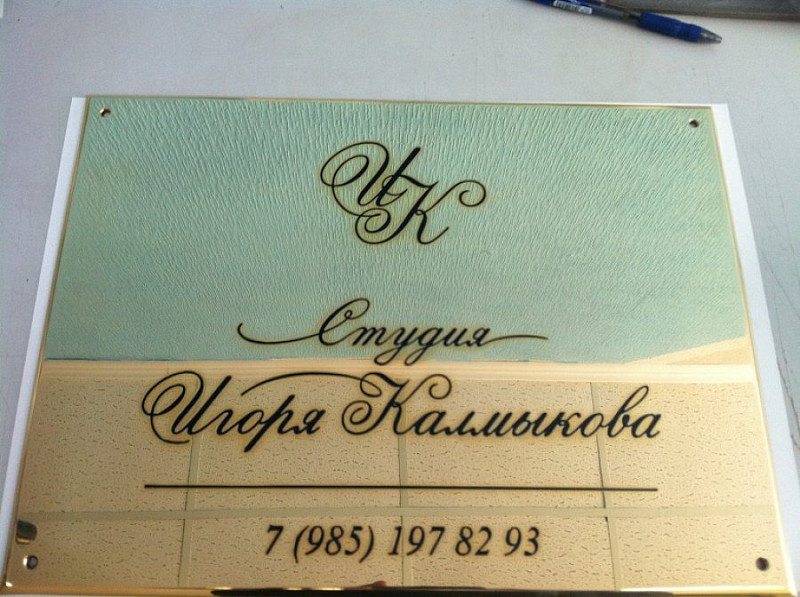 ИК
Студия
Игоря Калмыкова
7 (985) 197 82 93